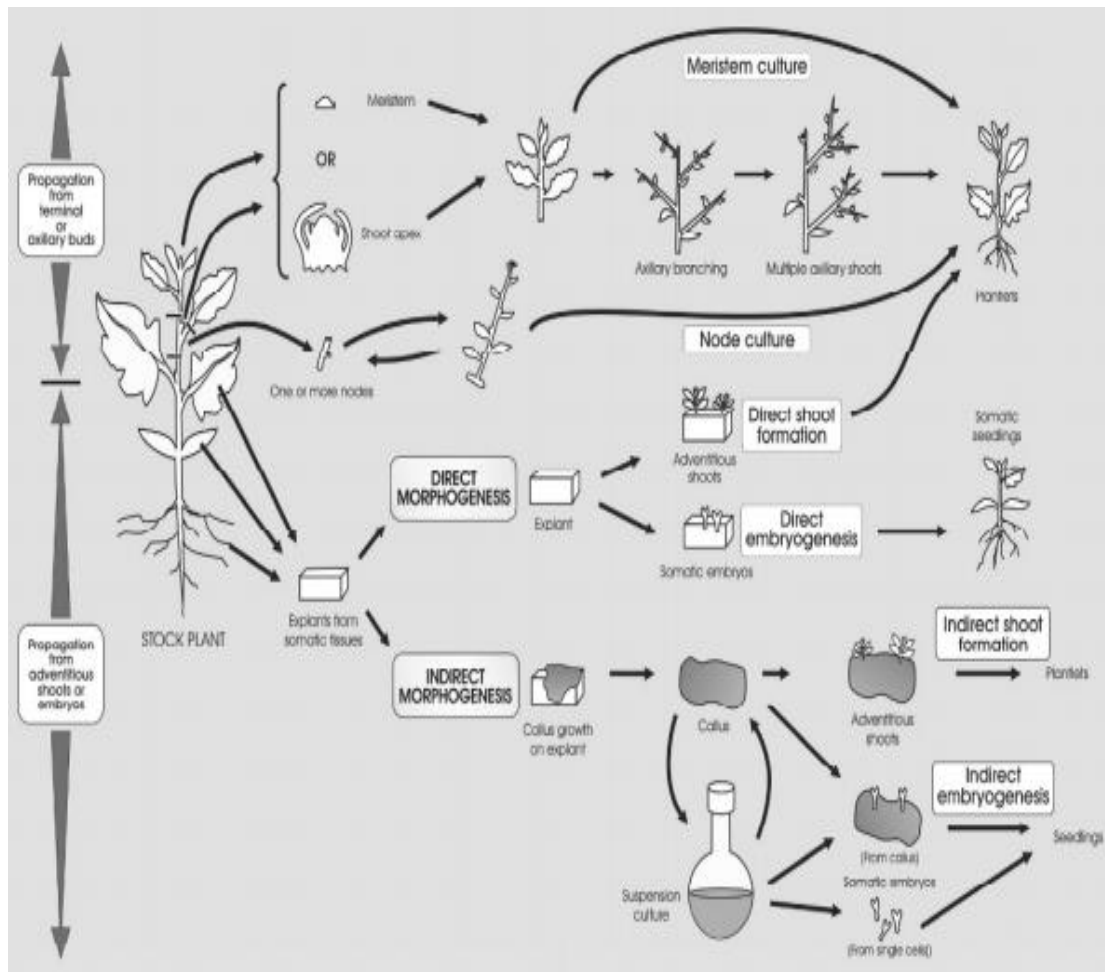 Meristem culture
Meristem
OR
Shoot apex
Propagation
from
terminal
or
axillary buds
Axillary branching
Multiple axillary shoots
Plantlets
Node culture
One or more nodes
Direct shoot
formation
Adventitious
shoots
Somatic
seedlings
DIRECT
MORPHOGENESIS
Explant
Direct
embryogenesis
Somatic embryos
Explants from
somatic tissues
STOCK PLANT
Propagation
from
adventitious
shoots or
embryos
INDIRECT
MORPHOGENESIS
Callus growth
on explant
Callus
Adventitious
shoots
Indirect shoot
formation
Plantlets
Indirect
embryogenesis
(From callus)
Somatic embryos
Seedlings
Suspension
culture
(From single cells)